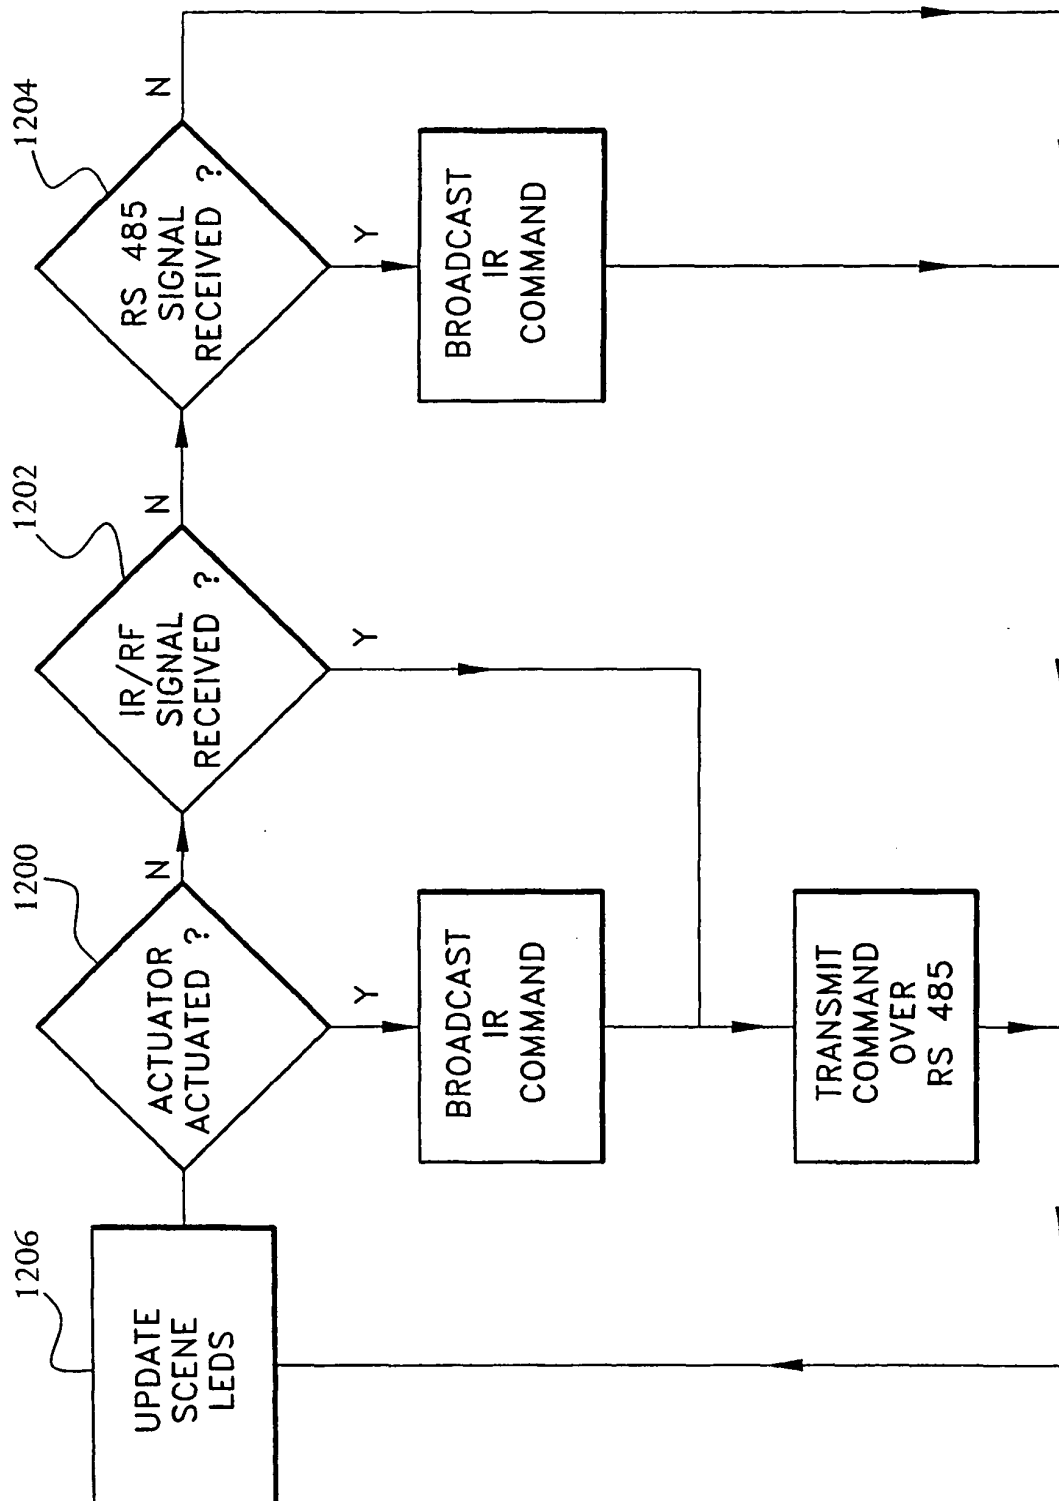 1206
UPDATE
SCENE
LEDS
1200
ACTUATOR
ACTUATED ?
N
Y
BROADCAST
IR
COMMAND
TRANSMIT
COMMAND
OVER
RS 485
1202
IR/RF
SIGNAL
RECEIVED ?
N
Y
1204
RS 485
SIGNAL
RECEIVED ?
N
Y
BROADCAST
IR
COMMAND